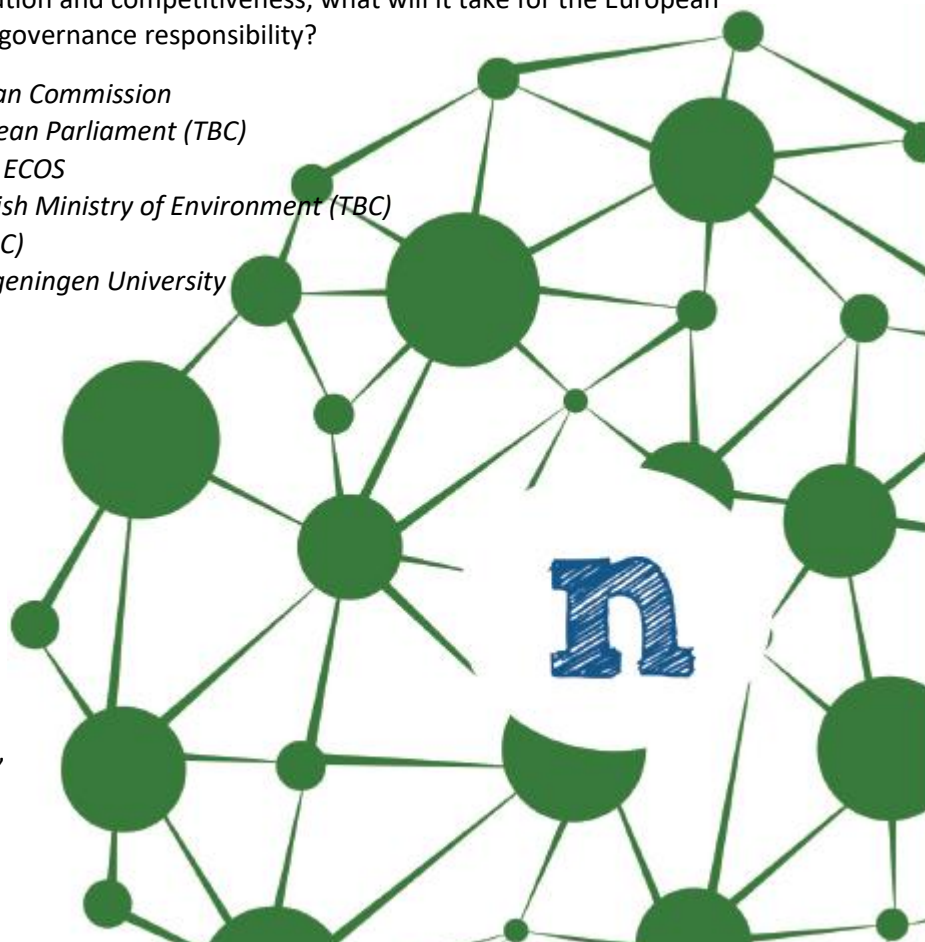 ution and competitiveness, what will it take for the European
governance responsibility?
an Commission
ean Parliament (TBC)
ECOS
ish Ministry of Environment (TBC)
C)
geningen University
n
,